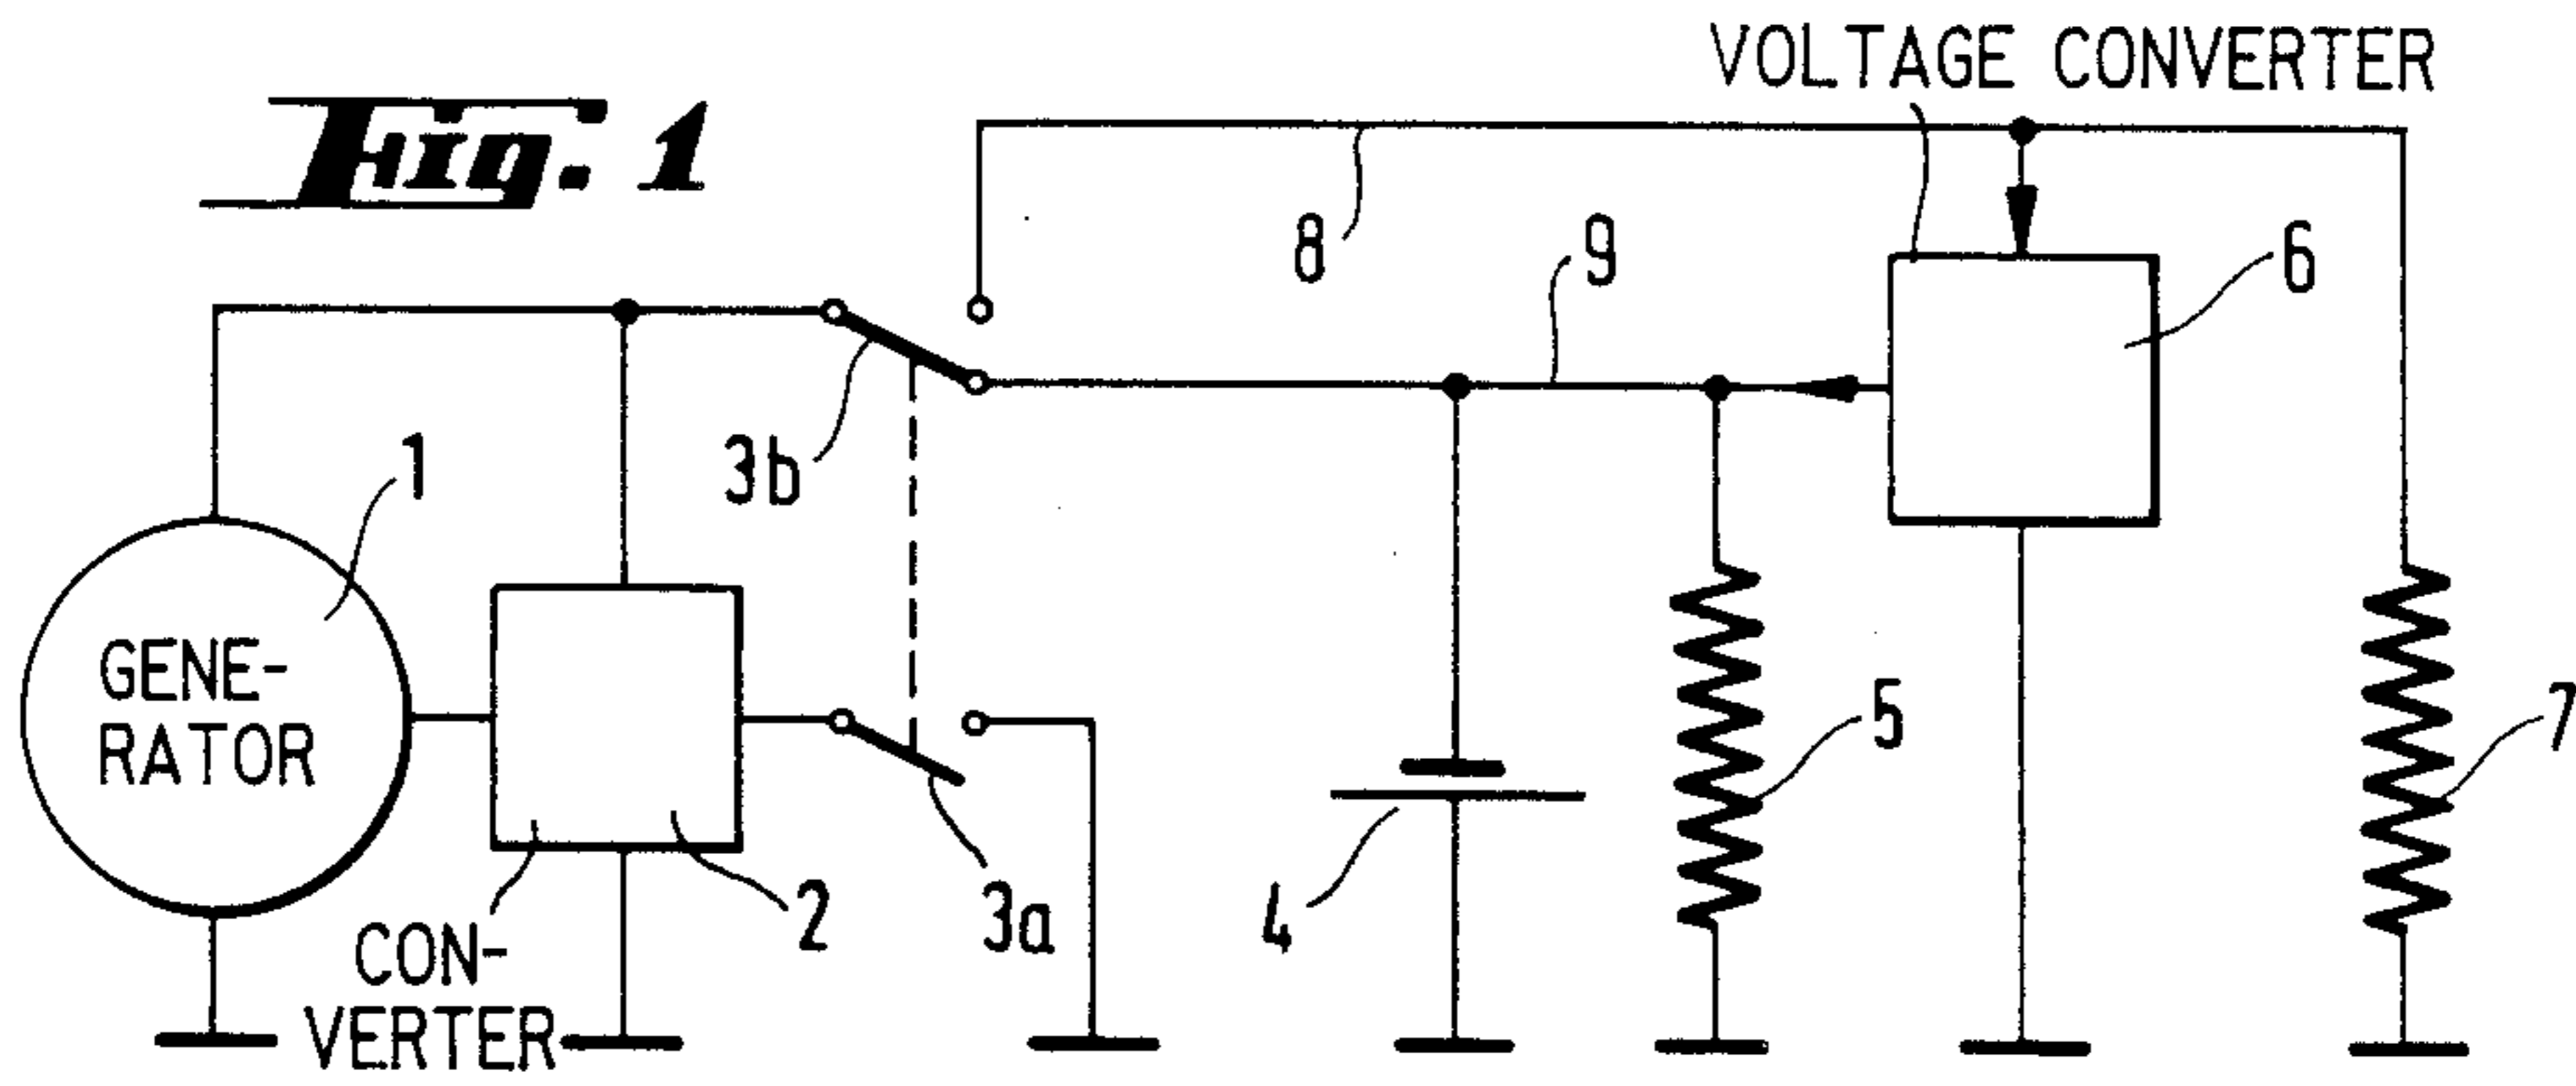 Fig. 1
VOLTAGE CONVERTER
8
9
6
3b
1
GENE-
RATOR
5
7
2
3a
4
CON-
VERTER